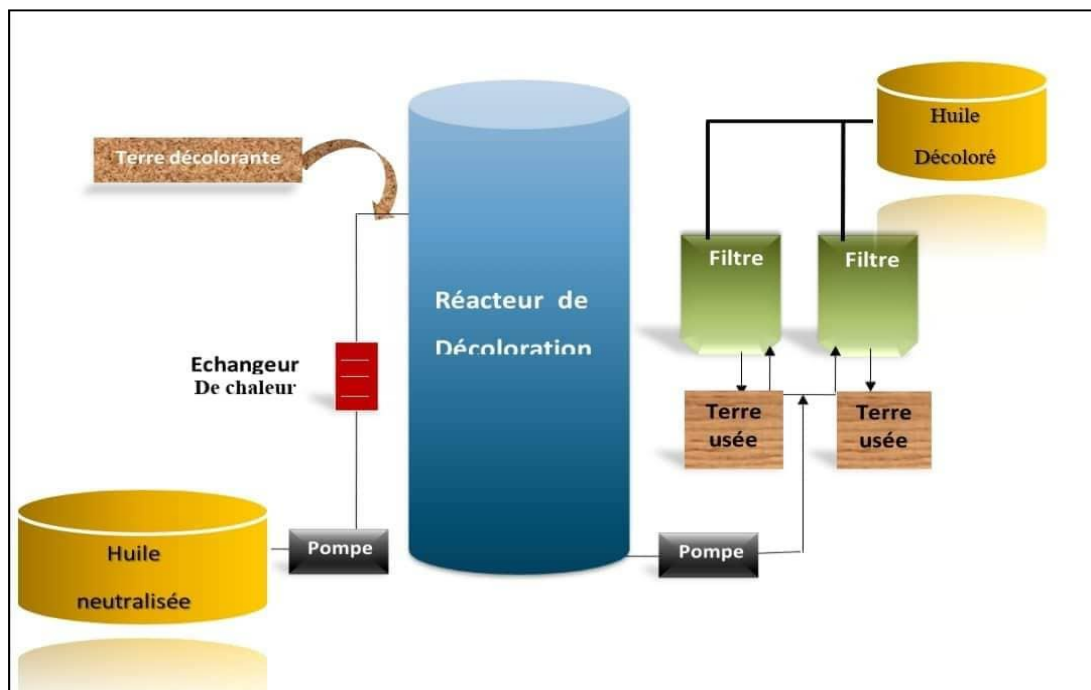 Terre décolorante
Huile
Décoloré
Filtre
Filtre
Réacteur de
Décoloration
Echangeur
De chaleur
Terre
usée
Terre
usée
Huile
neutralisée
Pompe
Pompe